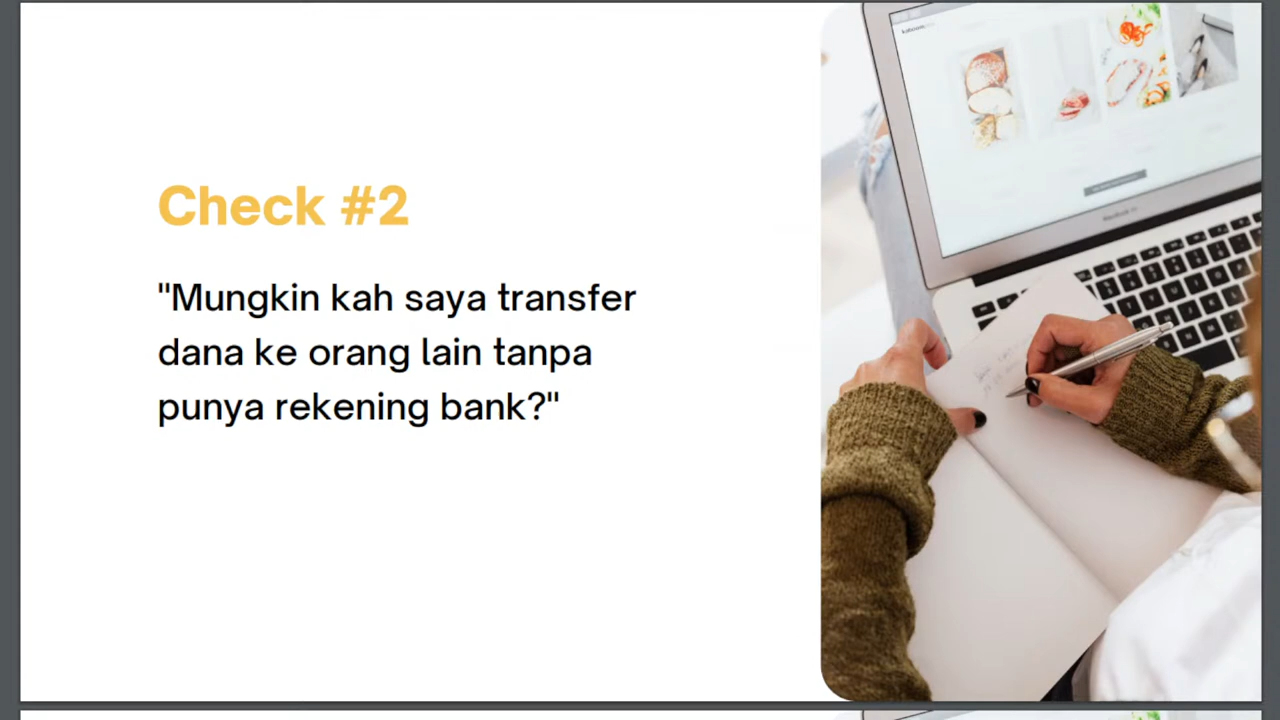 Check #2
"Mungkin kah saya transfer
dana ke orang lain tanpa
punya rekening bank?"